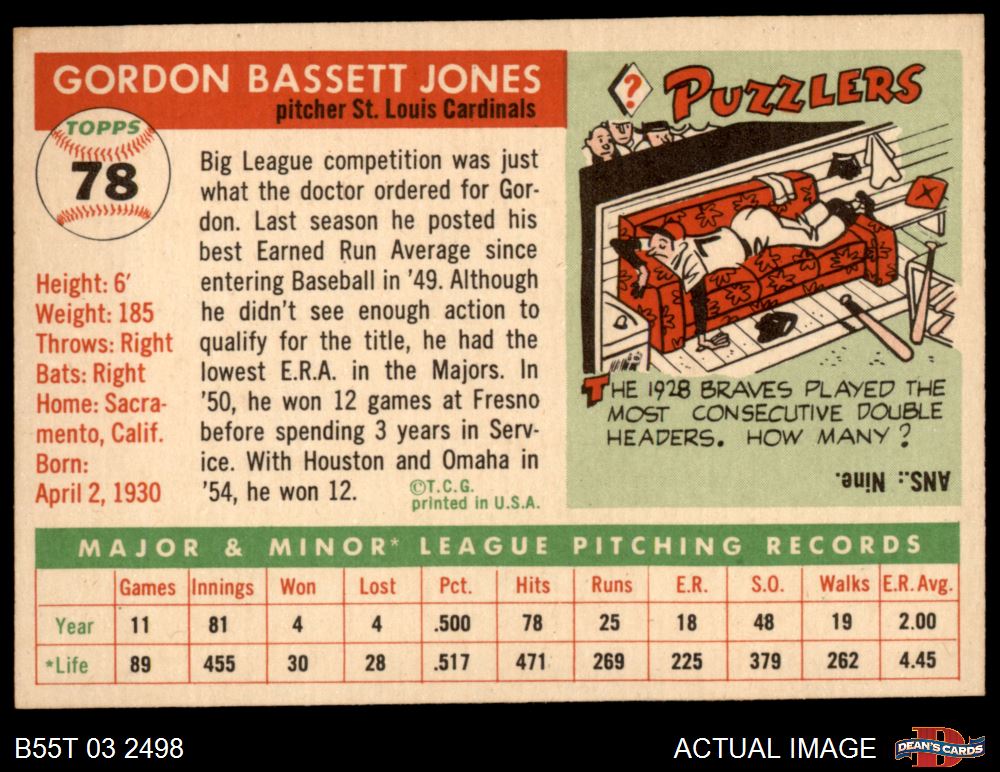 GORDON BASSETT JONES
pitcher St. Louis Cardinals
TOPPS
78
Height: 6'
Weight: 185
Throws: Right
Bats: Right
Home: Sacra-
mento, Calif.
Born:
April 2, 1930
Big League competition was just
what the doctor ordered for Gor-
don. Last season he posted his
best Earned Run Average since
entering Baseball in '49. Although
he didn't see enough action to
qualify for the title, he had the
lowest E.R.A. in the Majors. In
'50, he won 12 games at Fresno
before spending 3 years in Serv-
ice. With Houston and Omaha in
'54, he won 12.
©T.C.G.
printed in U.S.A.
? PUZZLERS
THE 1928 BRAVES PLAYED THE
MOST CONSECUTIVE DOUBLE
HEADERS. HOW MANY?
ANS.: Nine.
MAJOR & MINOR* LEAGUE PITCHING RECORDS
Games Innings Won Lost Pct. Hits Runs E.R. S.O. Walks E.R. Avg.
Year 11 81 4 4 .500 78 25 18 48 19 2.00
*Life 89 455 30 28 .517 471 269 225 379 262 4.45
B55T 03 2498
ACTUAL IMAGE
D
DEAN'S CARDS